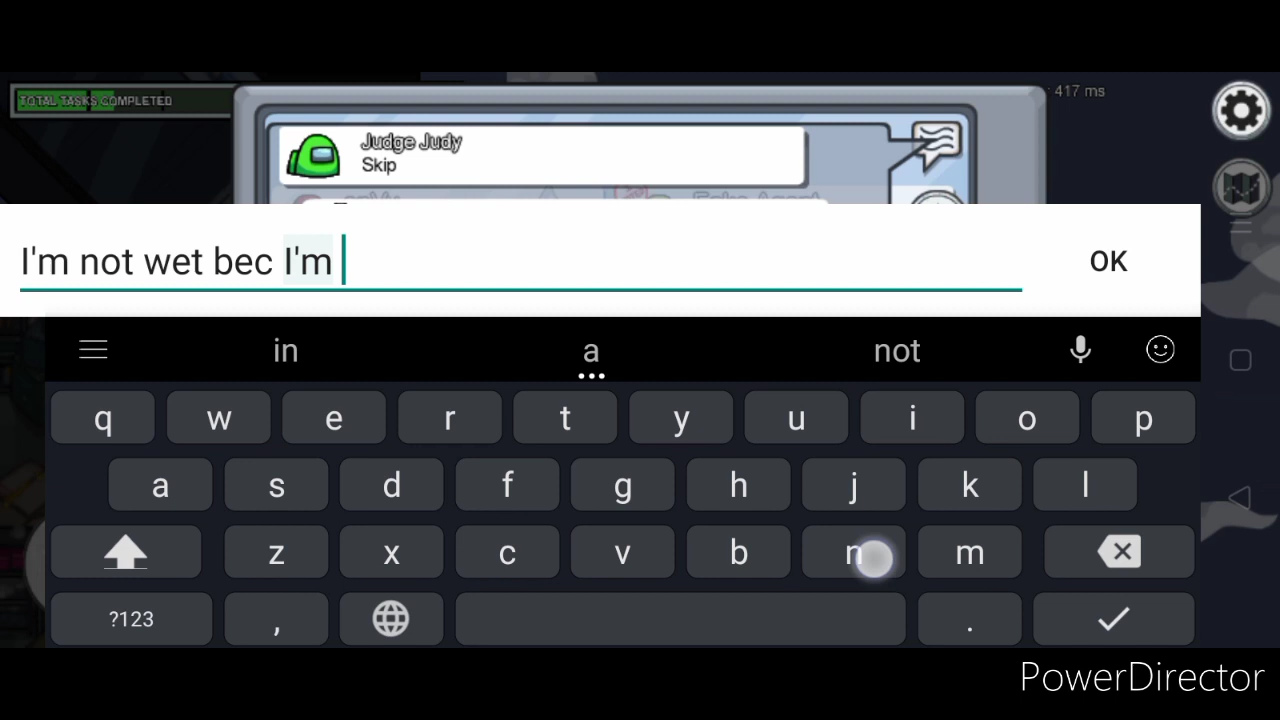 TOTAL TASKS COMPLETED
417 ms
Judge Judy
Skip
I'm not wet bec I'm
OK
in a not
q w e r t y u i o p
a s d f g h j k l
z x c v b n m
?123 , .
PowerDirector